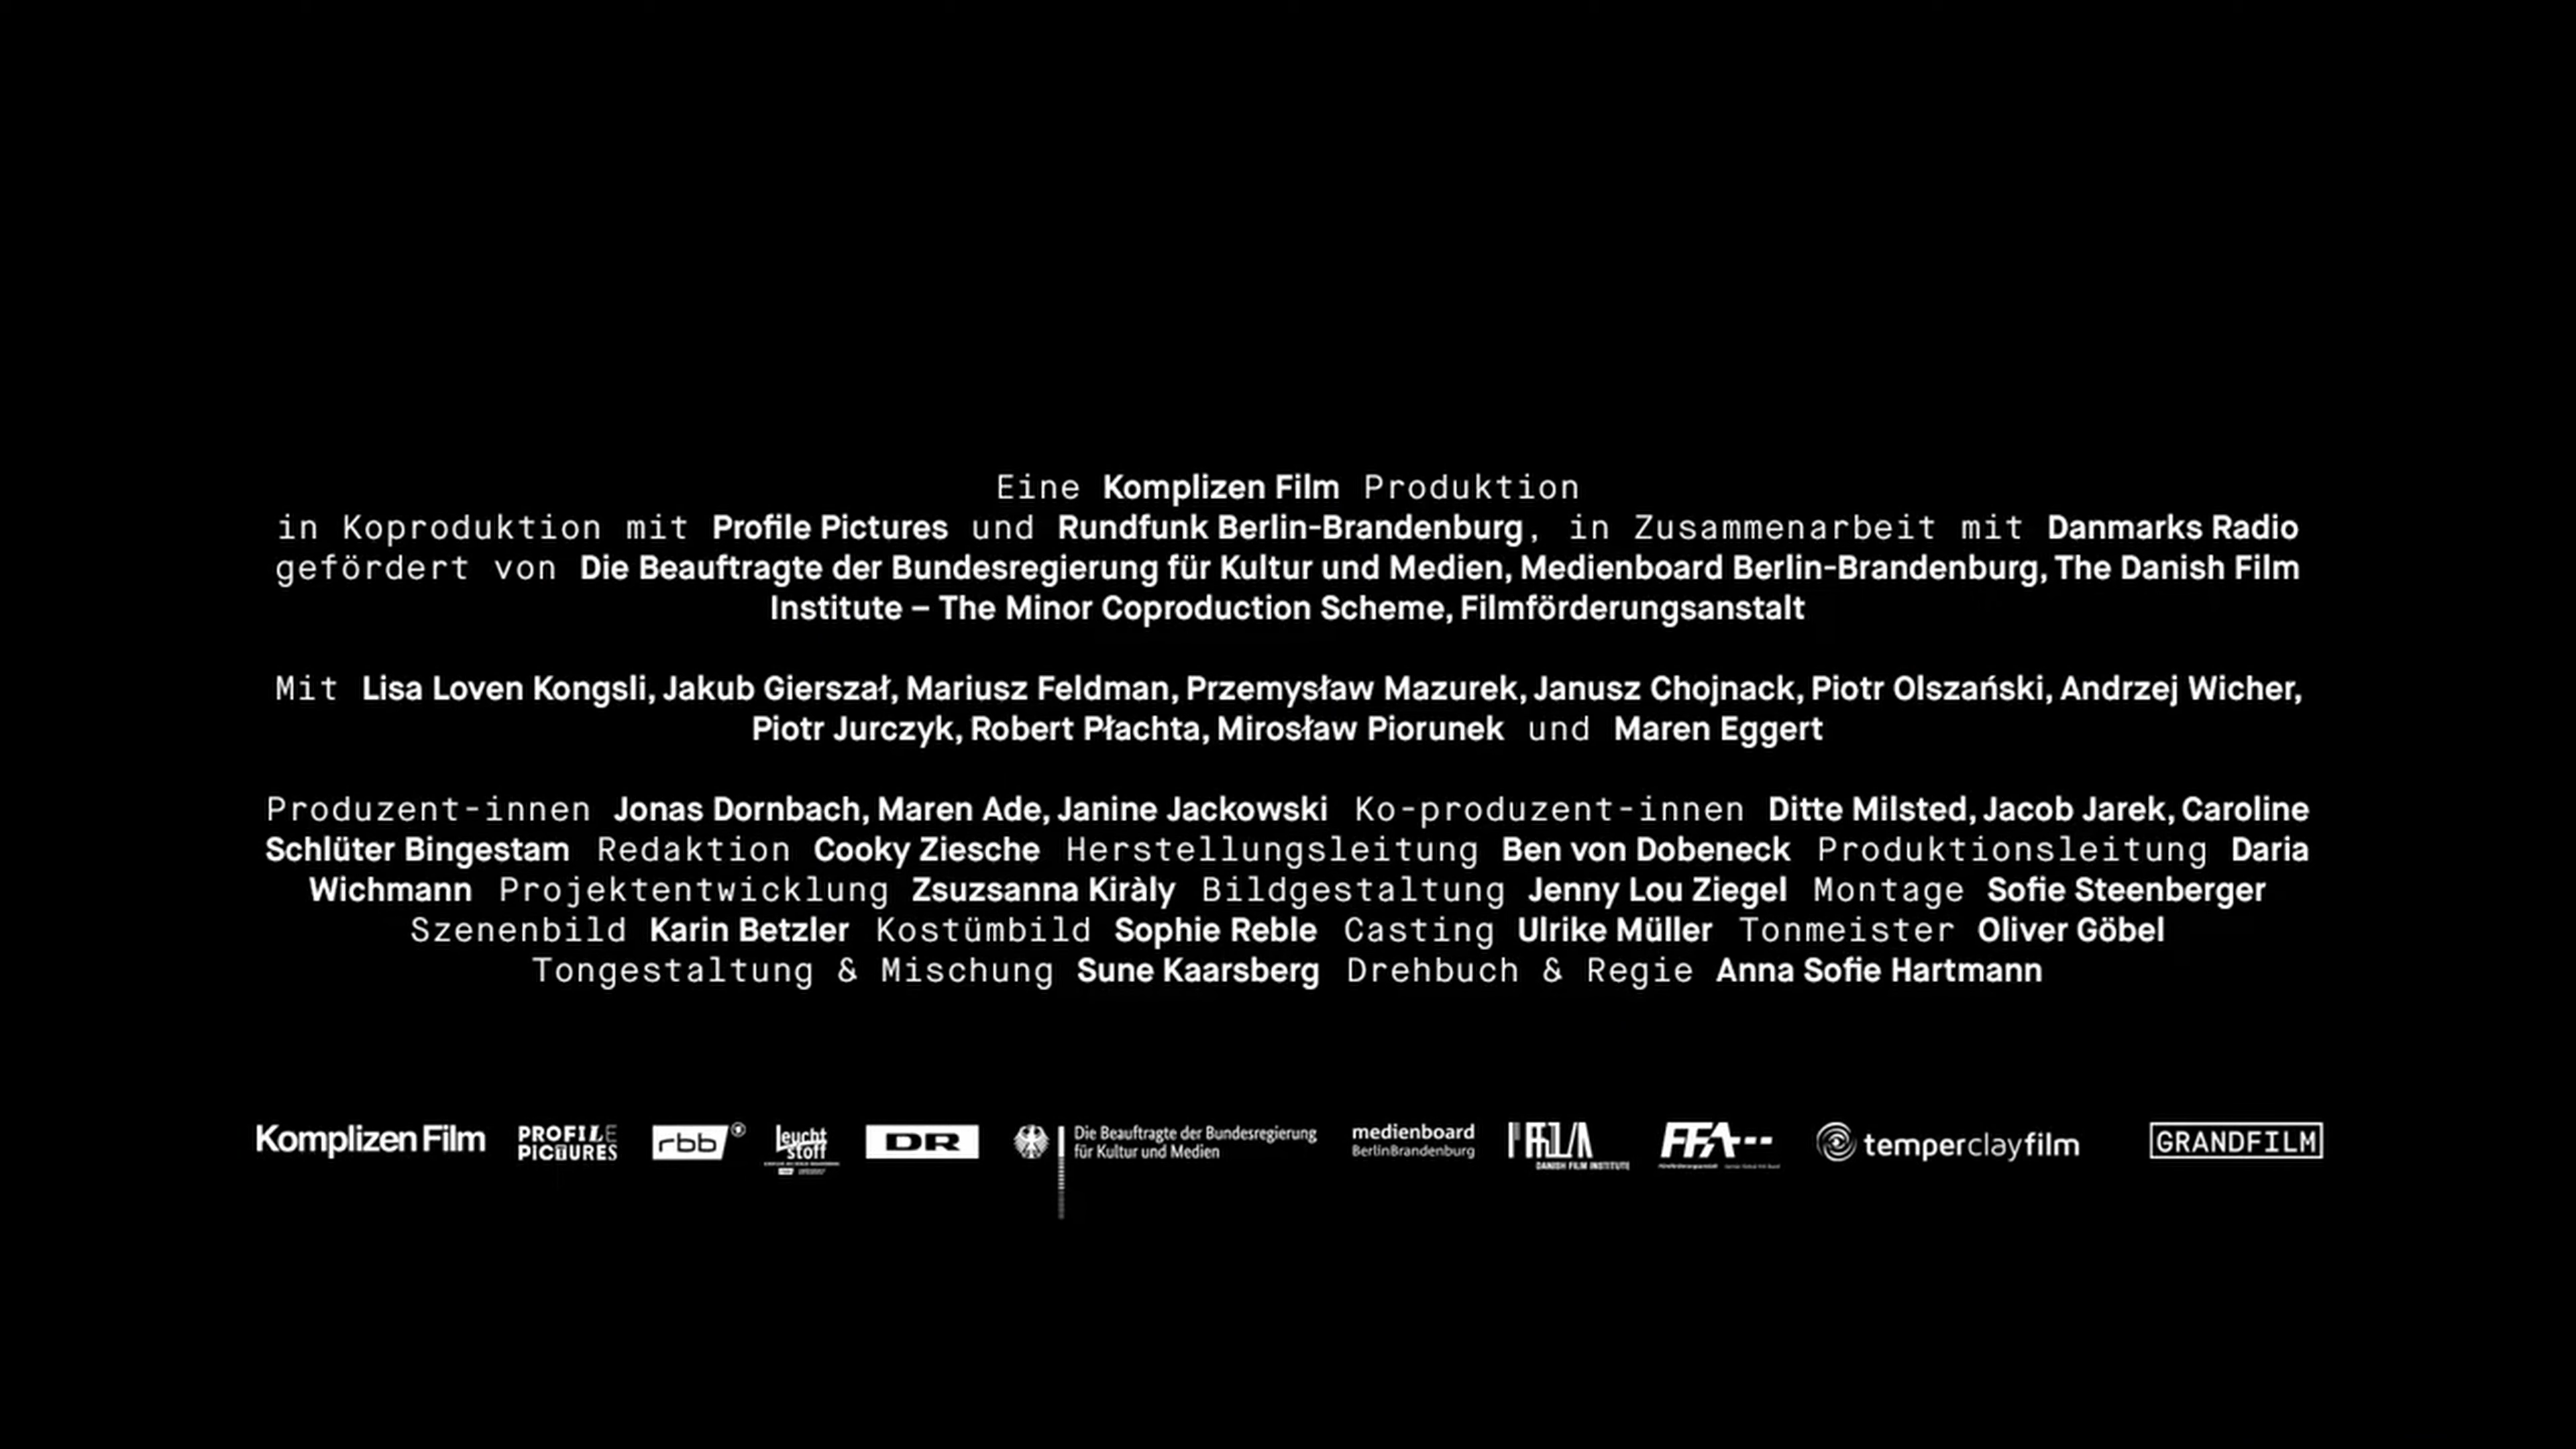 Eine Komplizen Film Produktion
in Koproduktion mit Profile Pictures und Rundfunk Berlin-Brandenburg, in Zusammenarbeit mit Danmarks Radio
gefördert von Die Beauftragte der Bundesregierung für Kultur und Medien, Medienboard Berlin-Brandenburg, The Danish Film
Institute – The Minor Coproduction Scheme, Filmförderungsanstalt
Mit Lisa Loven Kongsli, Jakub Gierszał, Mariusz Feldman, Przemysław Mazurek, Janusz Chojnack, Piotr Olszański, Andrzej Wicher,
Piotr Jurczyk, Robert Płachta, Mirosław Piorunek und Maren Eggert
Produzent-innen Jonas Dornbach, Maren Ade, Janine Jackowski Ko-produzent-innen Ditte Milsted, Jacob Jarek, Caroline
Schlüter Bingestam Redaktion Cooky Ziesche Herstellungsleitung Ben von Dobeneck Produktionsleitung Daria
Wichmann Projektentwicklung Zsuzsanna Kiràly Bildgestaltung Jenny Lou Ziegel Montage Sofie Steenberger
Szenenbild Karin Betzler Kostümbild Sophie Reble Casting Ulrike Müller Tonmeister Oliver Göbel
Tongestaltung & Mischung Sune Kaarsberg Drehbuch & Regie Anna Sofie Hartmann
Komplizen Film
PROFILE
PICTURES
rbb
leucht
stoff
DR
Die Beauftragte der Bundesregierung
für Kultur und Medien
medienboard
BerlinBrandenburg
DANISH FILM INSTITUTE
FFA
temperclayfilm
GRANDFILM